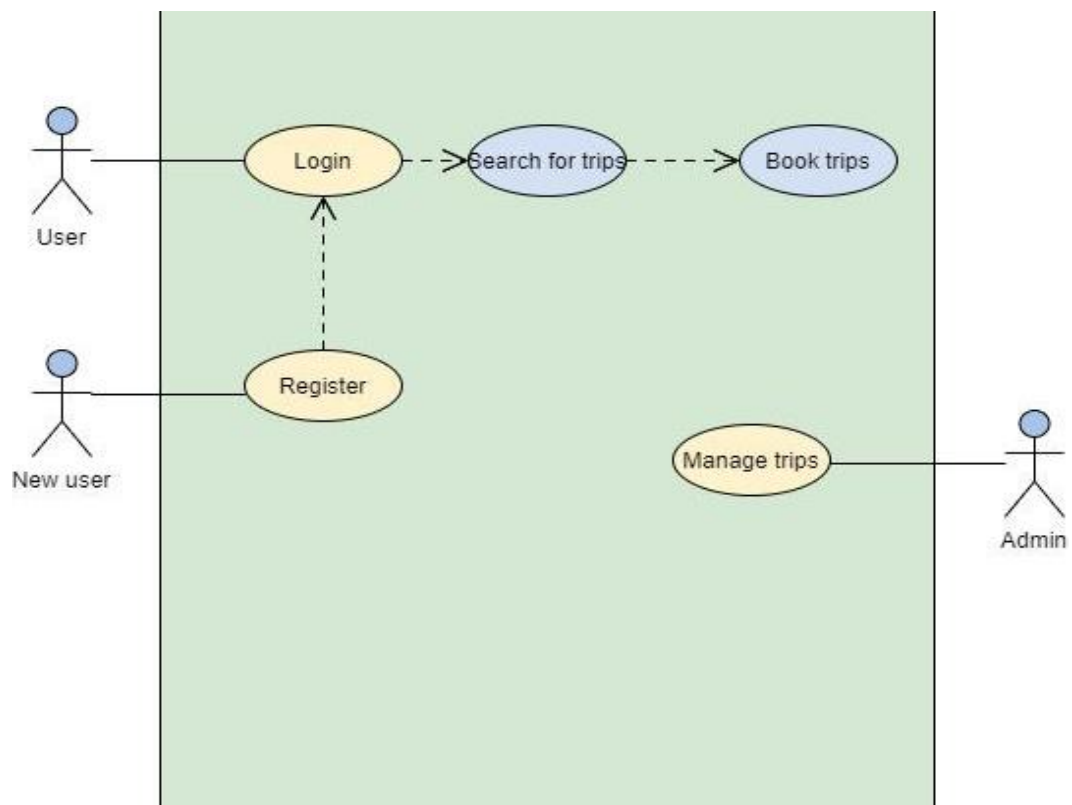 Login
Search for trips
Book trips
User
Register
Manage trips
New user
Admin